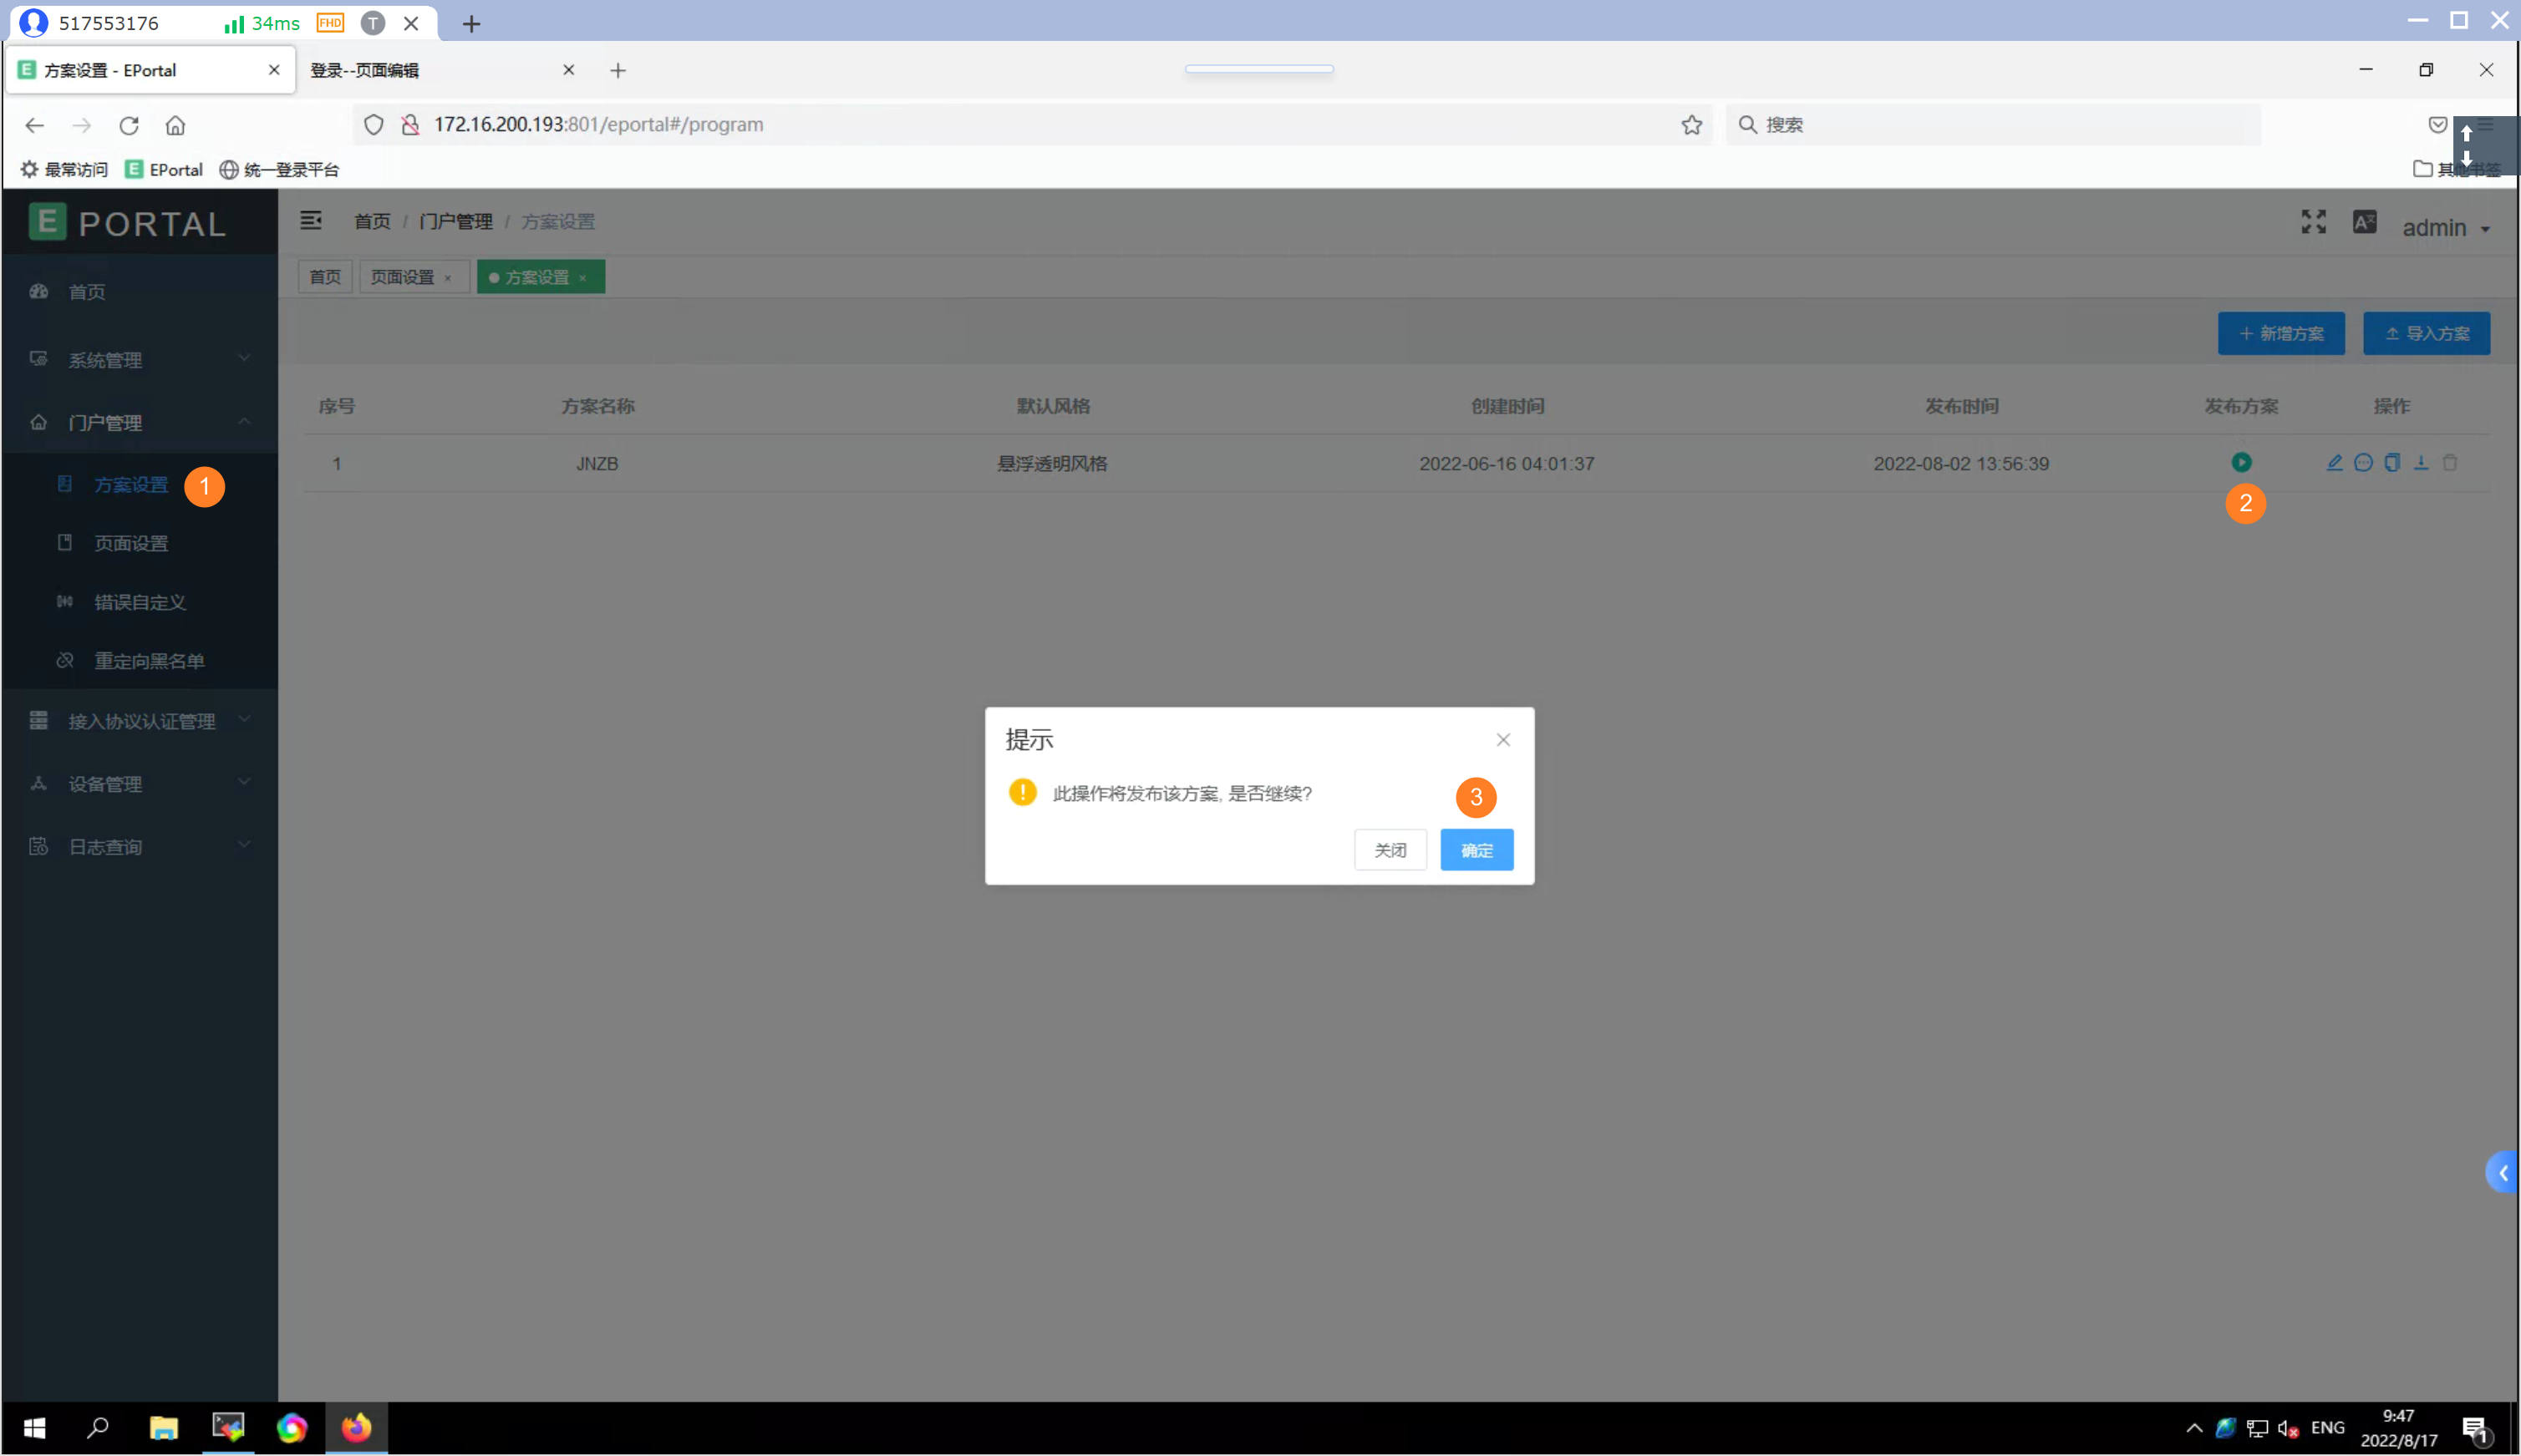 517553176 34ms FHD T
方案设置 - EPortal 登录--页面编辑
172.16.200.193:801/eportal#/program 搜索
最常访问 EPortal 统一登录平台
E PORTAL 首页 / 门户管理 / 方案设置 admin
首页 页面设置 方案设置
首页
新增方案 导入方案
系统管理
序号 方案名称 默认风格 创建时间 发布时间 发布方案 操作
门户管理
1 JNZB 悬浮透明风格 2022-06-16 04:01:37 2022-08-02 13:56:39
方案设置 1
2
页面设置
错误自定义
重定向黑名单
接入协议认证管理
提示
设备管理
此操作将发布该方案, 是否继续? 3
日志查询
关闭 确定
ENG 9:47
2022/8/17 1